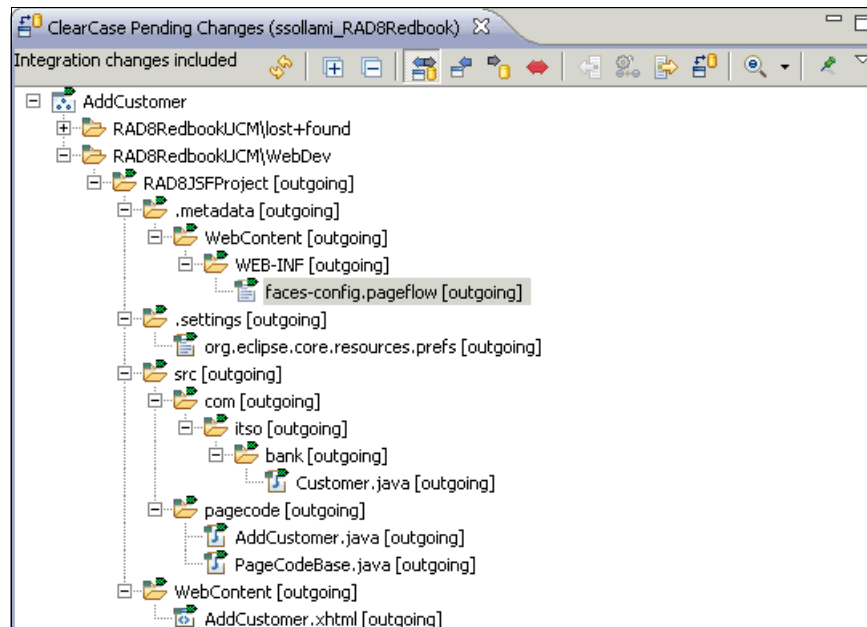 ClearCase Pending Changes (ssollami_RAD8Redbook)
Integration changes included
AddCustomer
RAD8RedbookUCM\lost+found
RAD8RedbookUCM\WebDev
RAD8JSFProject [outgoing]
.metadata [outgoing]
WebContent [outgoing]
WEB-INF [outgoing]
faces-config.pageflow [outgoing]
.settings [outgoing]
org.eclipse.core.resources.prefs [outgoing]
src [outgoing]
com [outgoing]
itso [outgoing]
bank [outgoing]
Customer.java [outgoing]
pagecode [outgoing]
AddCustomer.java [outgoing]
PageCodeBase.java [outgoing]
WebContent [outgoing]
AddCustomer.xhtml [outgoing]